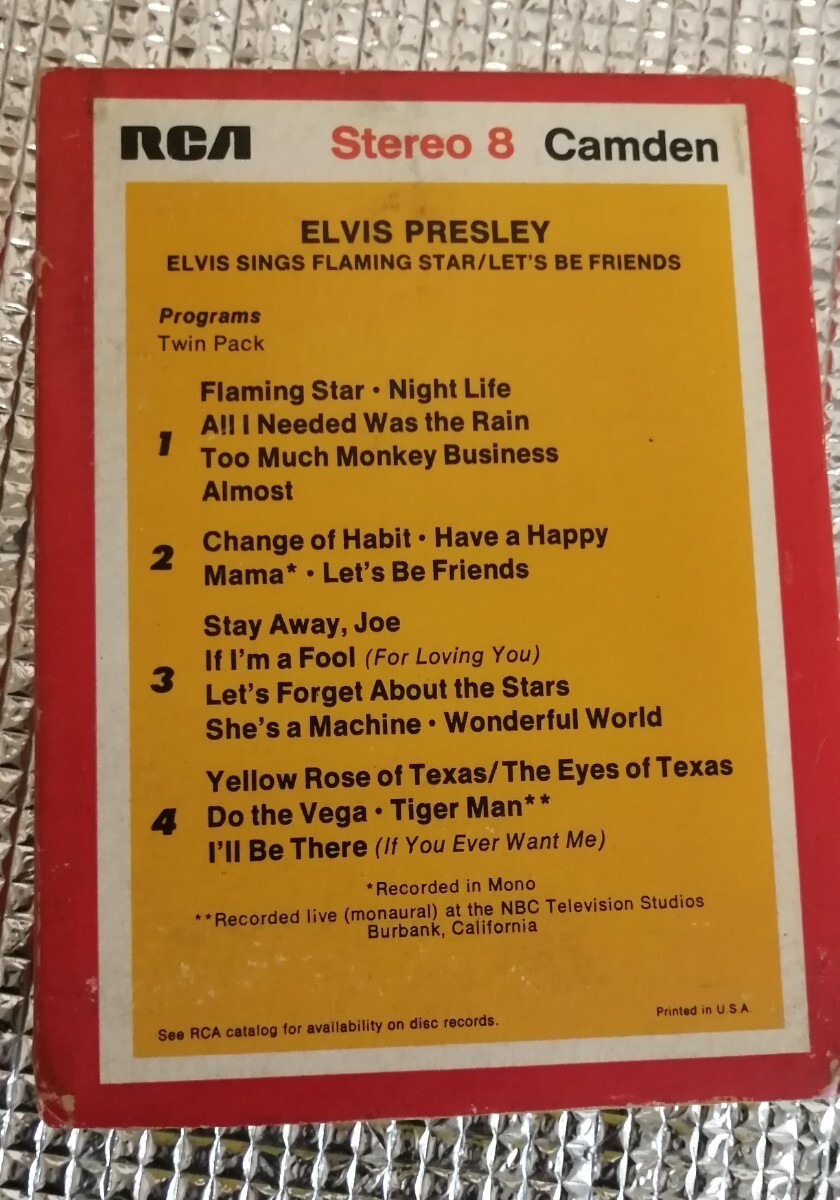 RCA Stereo 8 Camden
ELVIS PRESLEY
ELVIS SINGS FLAMING STAR/LET'S BE FRIENDS
Programs
Twin Pack
1
Flaming Star • Night Life
All I Needed Was the Rain
Too Much Monkey Business
Almost
2
Change of Habit • Have a Happy
Mama* • Let's Be Friends
3
Stay Away, Joe
If I'm a Fool (For Loving You)
Let's Forget About the Stars
She's a Machine • Wonderful World
4
Yellow Rose of Texas/The Eyes of Texas
Do the Vega • Tiger Man**
I'll Be There (If You Ever Want Me)
*Recorded in Mono
**Recorded live (monaural) at the NBC Television Studios
Burbank, California
See RCA catalog for availability on disc records.
Printed in U.S.A.